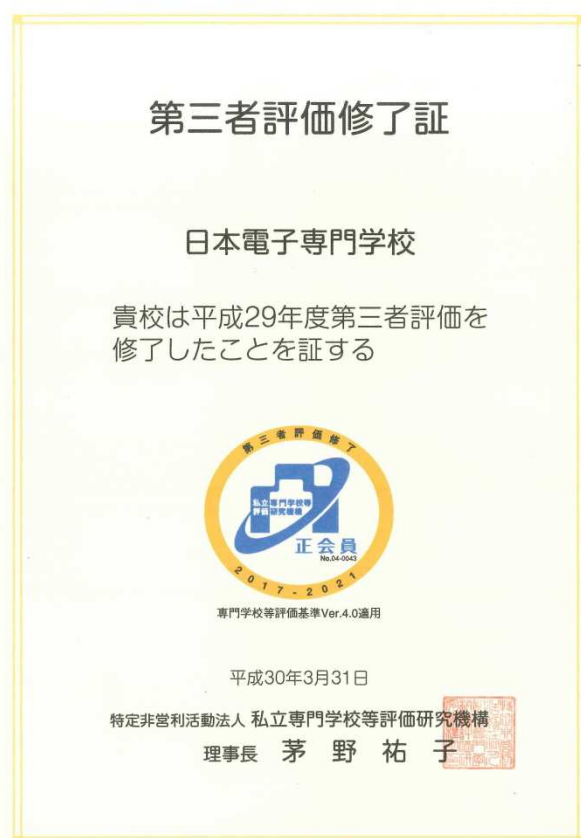 第三者評価修了証
日本電子専門学校
貴校は平成29年度第三者評価を
修了したことを証する
第三者評価修了
私立専門学校等
評価研究機構
正会員
No.04-0043
2017-2021
専門学校等評価基準Ver.4.0適用
平成30年3月31日
特定非営利活動法人 私立専門学校等評価研究機構
理事長 茅野祐子